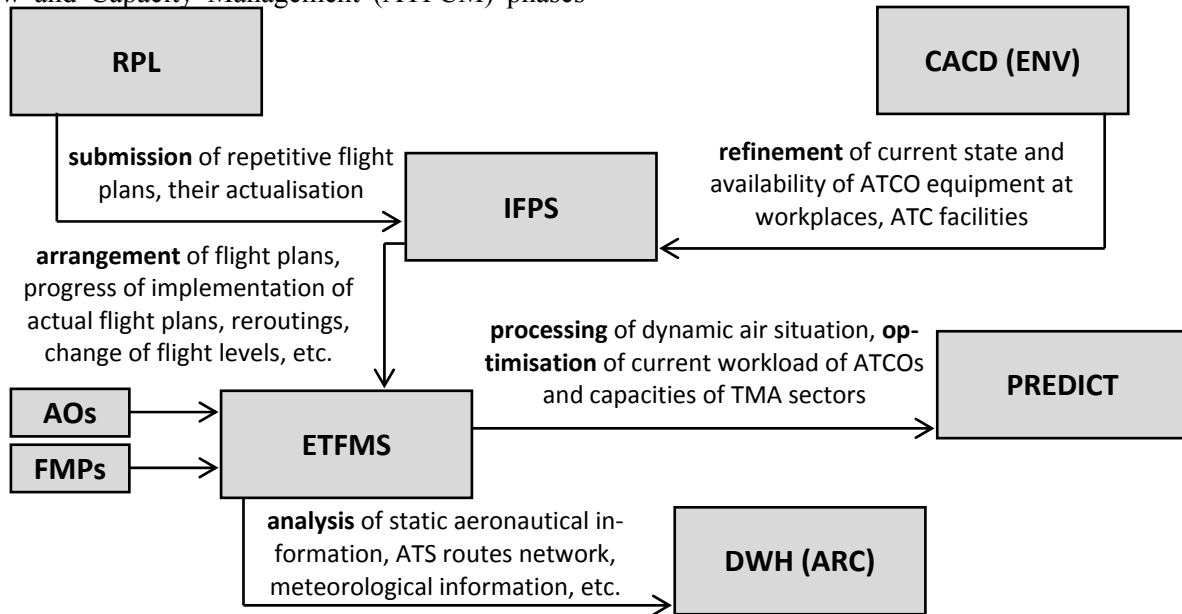 and Capacity Management (ATFCM) phases
RPL
CACD (ENV)
submission of repetitive flight
plans, their actualisation
refinement of current state and
availability of ATCO equipment at
workplaces, ATC facilities
IFPS
arrangement of flight plans,
progress of implementation of
actual flight plans, reroutings,
change of flight levels, etc.
processing of dynamic air situation, op-
timisation of current workload of ATCOs
and capacities of TMA sectors
PREDICT
AOs
FMPs
ETFMS
analysis of static aeronautical in-
formation, ATS routes network,
meteorological information, etc.
DWH (ARC)